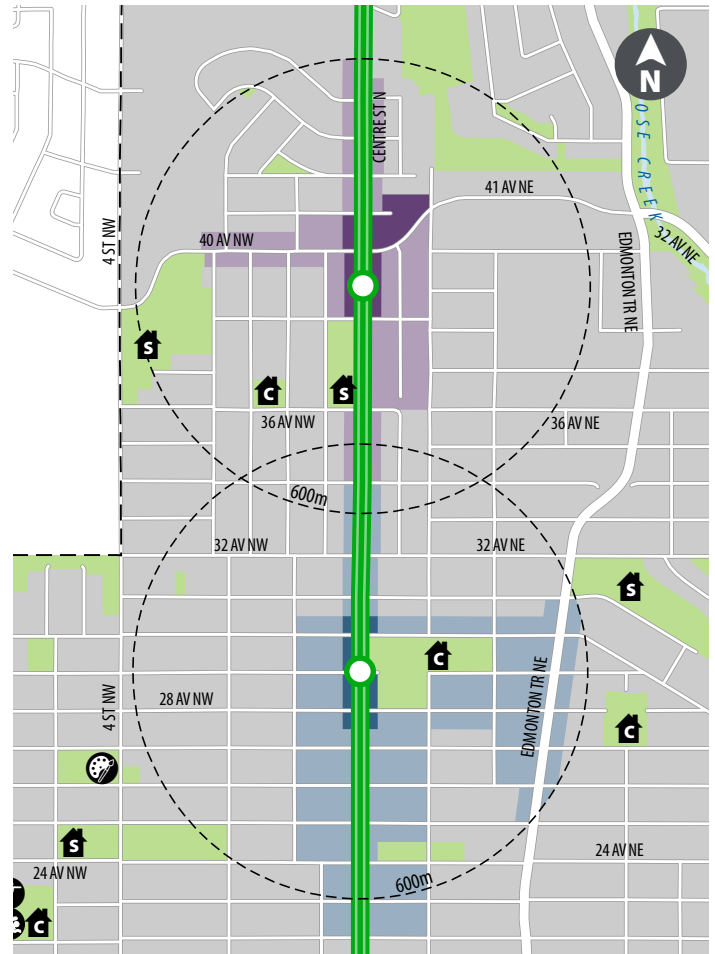 N
CENTRE ST N
OSE CREEK
41 AV NE
40 AV NW
4 ST NW
32 AV NE
EDMONTON TR NE
S
C
S
36 AV NW
36 AV NE
600m
32 AV NW
32 AV NE
S
C
28 AV NW
4 ST NW
EDMONTON TR NE
C
S
24 AV NW
24 AV NE
600m
C